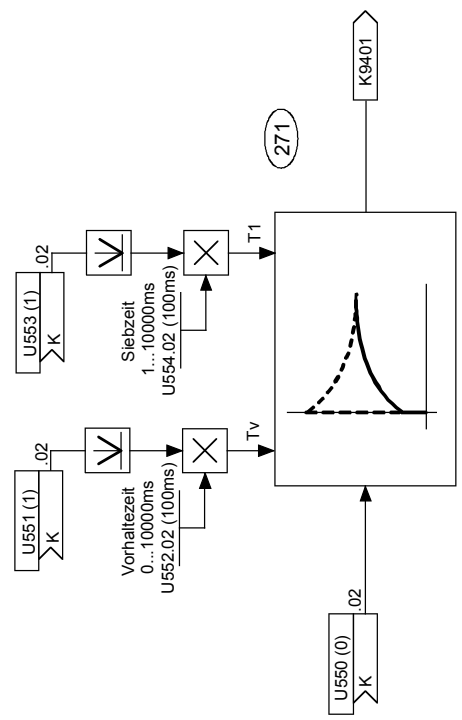 U551 (1)
K
.02
Vorhaltezeit
0...10000ms
U552.02 (100ms)
Tv
U553 (1)
K
.02
Siebzeit
1...10000ms
U554.02 (100ms)
T1
271
U550 (0)
K
.02
K9401